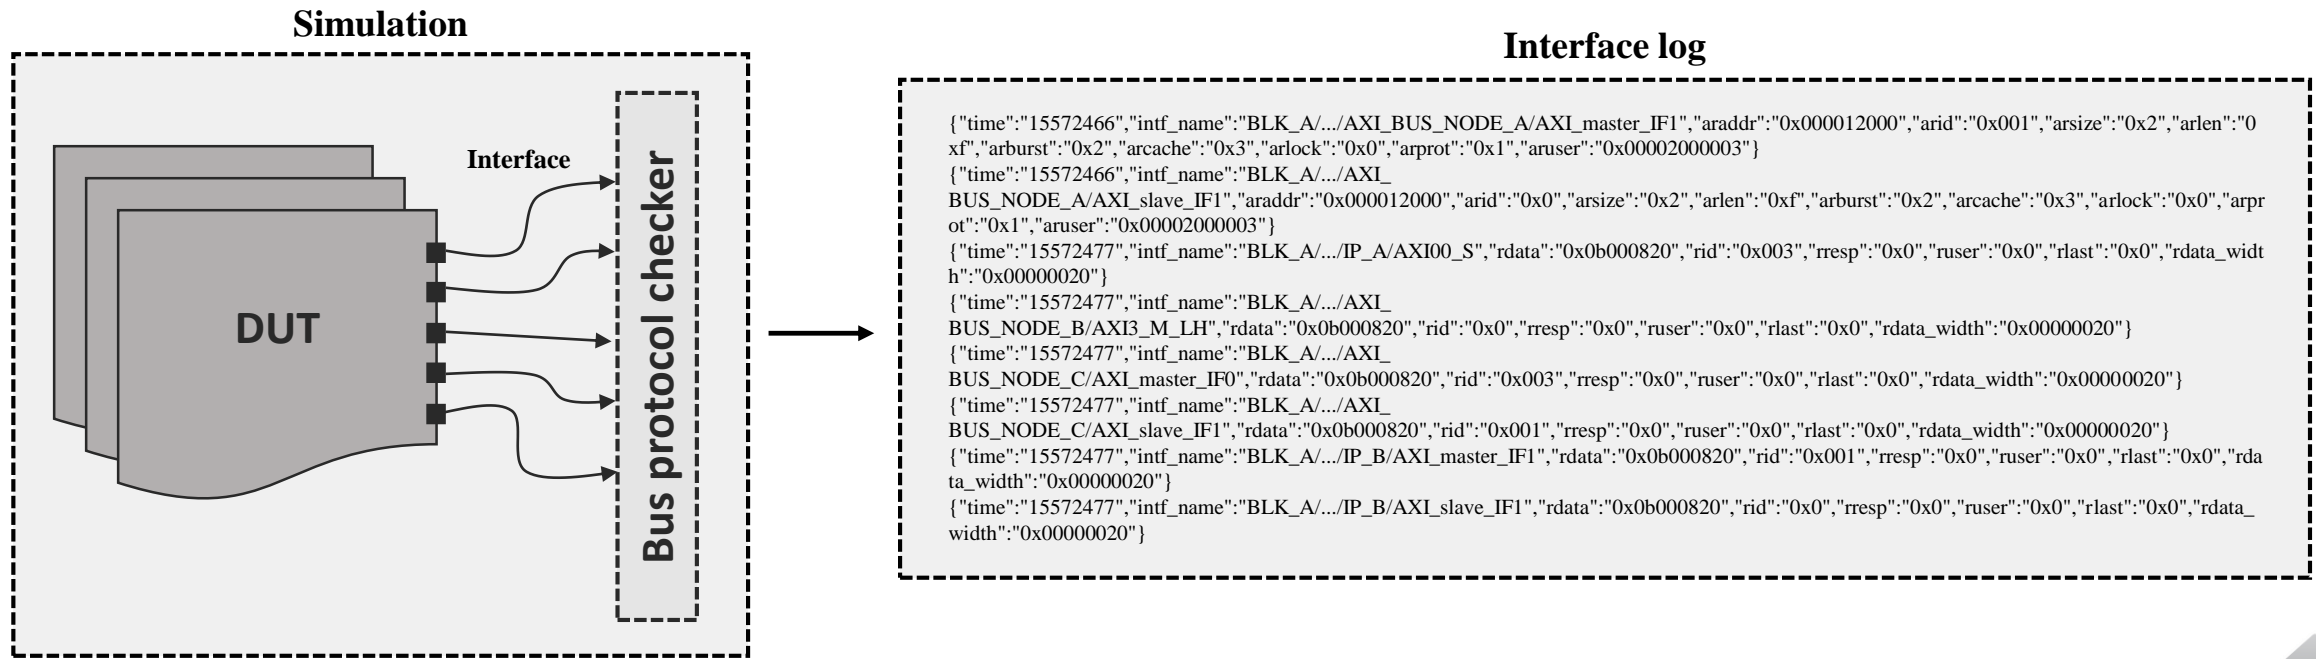 Simulation
Interface
DUT
Bus protocol checker
Interface log
{"time":"15572466","intf_name":"BLK_A/.../AXI_BUS_NODE_A/AXI_master_IF1","araddr":"0x000012000","arid":"0x001","arsize":"0x2","arlen":"0
xf","arburst":"0x2","arcache":"0x3","arlock":"0x0","arprot":"0x1","aruser":"0x00002000003"}
{"time":"15572466","intf_name":"BLK_A/.../AXI_
BUS_NODE_A/AXI_slave_IF1","araddr":"0x000012000","arid":"0x0","arsize":"0x2","arlen":"0xf","arburst":"0x2","arcache":"0x3","arlock":"0x0","arpr
ot":"0x1","aruser":"0x00002000003"}
{"time":"15572477","intf_name":"BLK_A/.../IP_A/AXI00_S","rdata":"0x0b000820","rid":"0x003","rresp":"0x0","ruser":"0x0","rlast":"0x0","rdata_widt
h":"0x00000020"}
{"time":"15572477","intf_name":"BLK_A/.../AXI_
BUS_NODE_B/AXI3_M_LH","rdata":"0x0b000820","rid":"0x0","rresp":"0x0","ruser":"0x0","rlast":"0x0","rdata_width":"0x00000020"}
{"time":"15572477","intf_name":"BLK_A/.../AXI_
BUS_NODE_C/AXI_master_IF0","rdata":"0x0b000820","rid":"0x003","rresp":"0x0","ruser":"0x0","rlast":"0x0","rdata_width":"0x00000020"}
{"time":"15572477","intf_name":"BLK_A/.../AXI_
BUS_NODE_C/AXI_slave_IF1","rdata":"0x0b000820","rid":"0x001","rresp":"0x0","ruser":"0x0","rlast":"0x0","rdata_width":"0x00000020"}
{"time":"15572477","intf_name":"BLK_A/.../IP_B/AXI_master_IF1","rdata":"0x0b000820","rid":"0x001","rresp":"0x0","ruser":"0x0","rlast":"0x0","rda
ta_width":"0x00000020"}
{"time":"15572477","intf_name":"BLK_A/.../IP_B/AXI_slave_IF1","rdata":"0x0b000820","rid":"0x0","rresp":"0x0","ruser":"0x0","rlast":"0x0","rdata_
width":"0x00000020"}